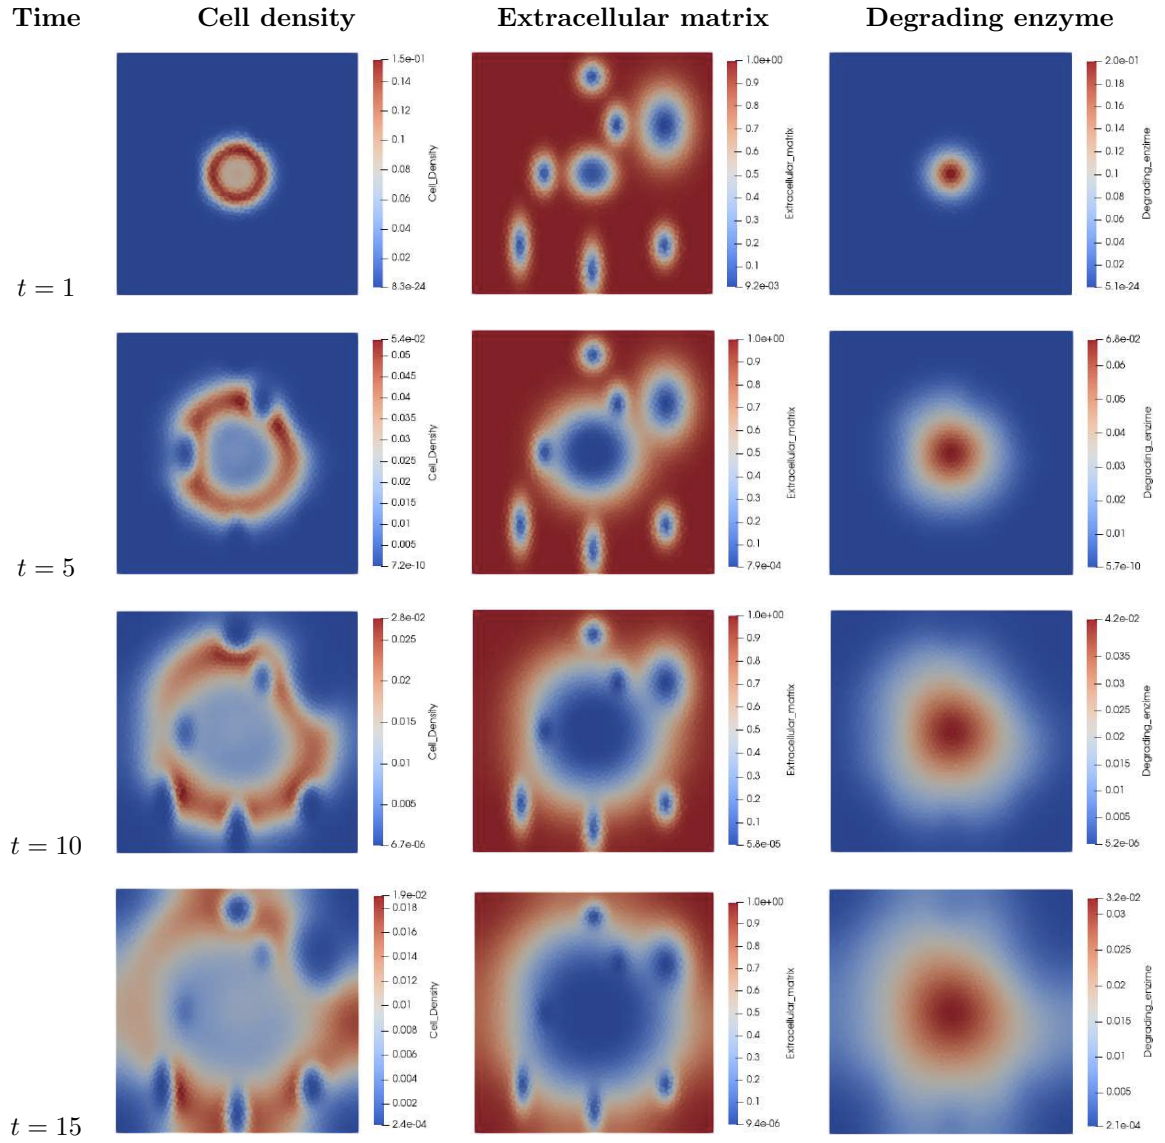 Time Cell density Extracellular matrix Degrading enzyme
t = 1
1.5e-01
0.14
0.12
0.1
0.08
0.06
0.04
0.02
8.3e-24
Cell_Density
1.0e+00
0.9
0.8
0.7
0.6
0.5
0.4
0.3
0.2
0.1
9.2e-03
Extracellular_matrix
2.0e-01
0.18
0.16
0.14
0.12
0.1
0.08
0.06
0.04
0.02
5.1e-24
Degrading_enzime
t = 5
5.4e-02
0.05
0.045
0.04
0.035
0.03
0.025
0.02
0.015
0.01
0.005
7.2e-10
Cell_Density
1.0e+00
0.9
0.8
0.7
0.6
0.5
0.4
0.3
0.2
0.1
7.9e-04
Extracellular_matrix
6.8e-02
0.06
0.05
0.04
0.03
0.02
0.01
5.7e-10
Degrading_enzime
t = 10
2.8e-02
0.025
0.02
0.015
0.01
0.005
6.7e-06
Cell_Density
1.0e+00
0.9
0.8
0.7
0.6
0.5
0.4
0.3
0.2
0.1
5.8e-05
Extracellular_matrix
4.2e-02
0.035
0.03
0.025
0.02
0.015
0.01
0.005
5.2e-06
Degrading_enzime
t = 15
1.9e-02
0.018
0.016
0.014
0.012
0.01
0.008
0.006
0.004
0.002
2.4e-04
Cell_Density
1.0e+00
0.9
0.8
0.7
0.6
0.5
0.4
0.3
0.2
0.1
9.4e-06
Extracellular_matrix
3.2e-02
0.03
0.025
0.02
0.015
0.01
0.005
2.1e-04
Degrading_enzime